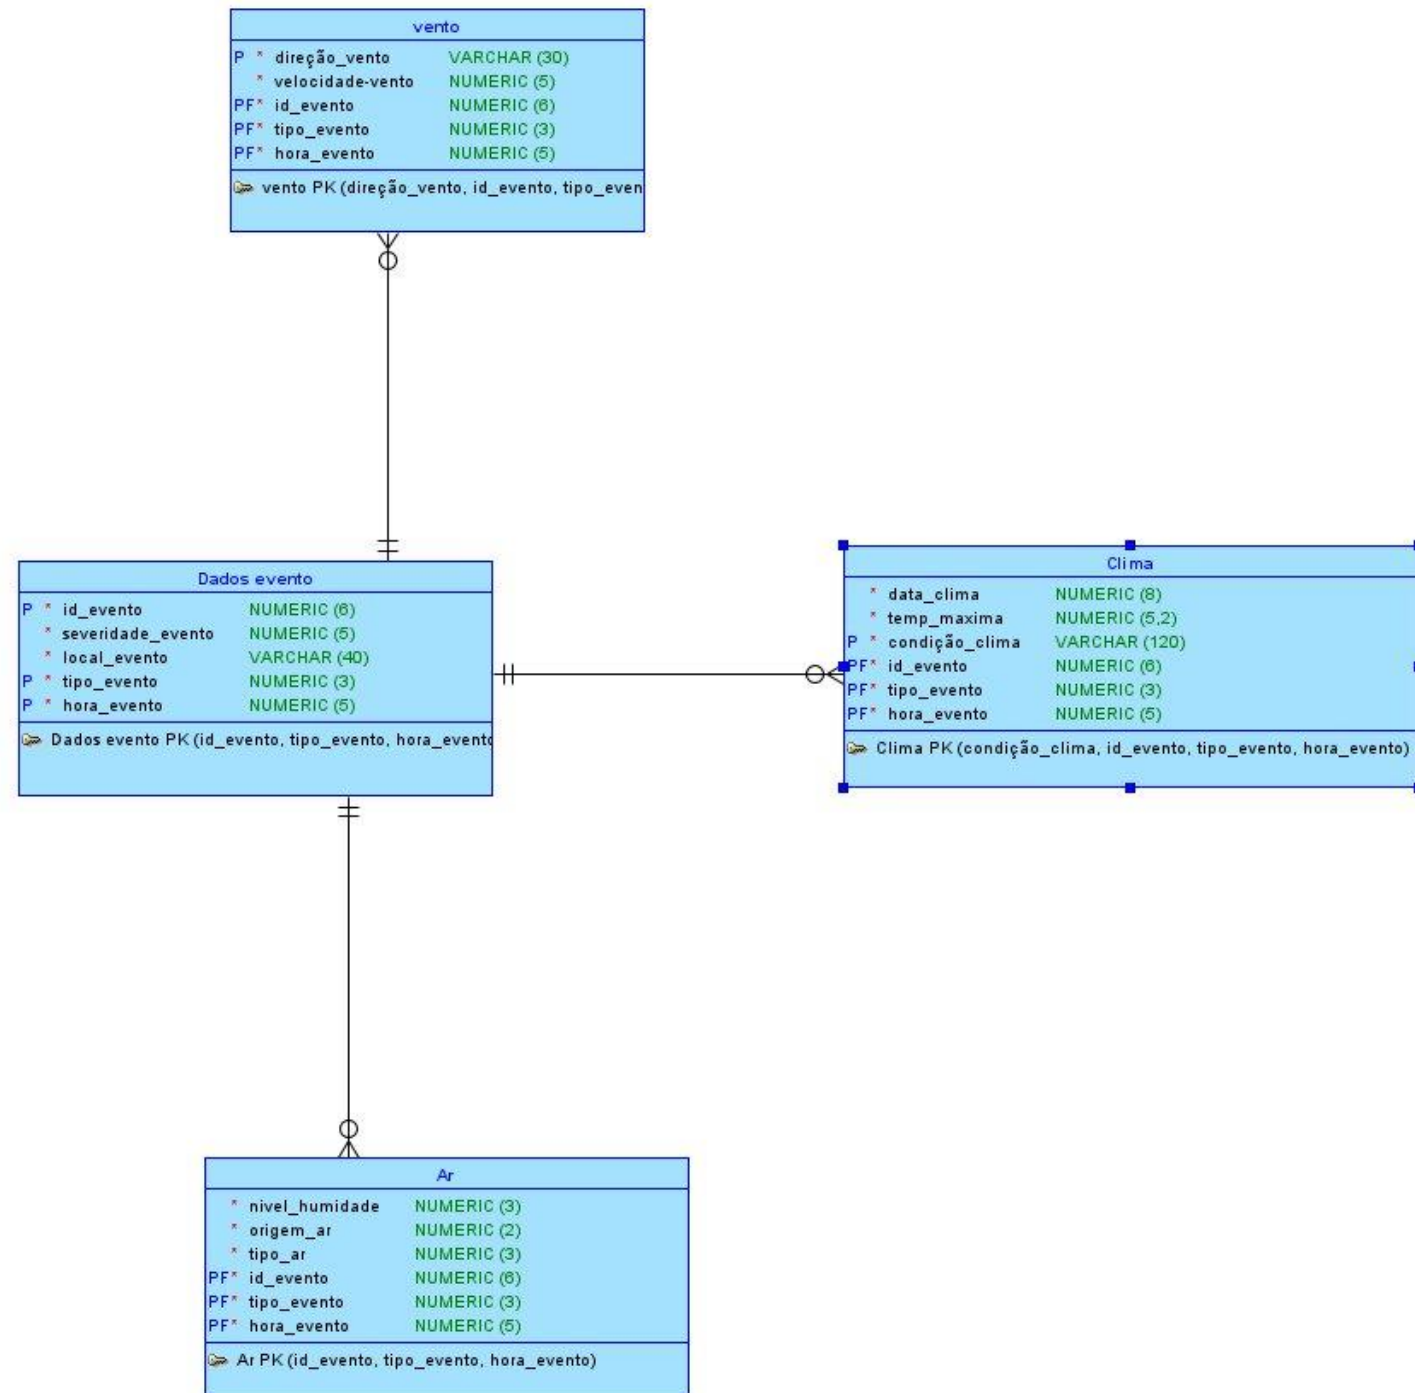 vento
P * direção_vento VARCHAR (30)
* velocidade-vento NUMERIC (5)
PF* id_evento NUMERIC (6)
PF* tipo_evento NUMERIC (3)
PF* hora_evento NUMERIC (5)
vento PK (direção_vento, id_evento, tipo_even
Dados evento
P * id_evento NUMERIC (6)
* severidade_evento NUMERIC (5)
* local_evento VARCHAR (40)
P * tipo_evento NUMERIC (3)
P * hora_evento NUMERIC (5)
Dados evento PK (id_evento, tipo_evento, hora_evento
Clima
* data_clima NUMERIC (8)
* temp_maxima NUMERIC (5,2)
P * condição_clima VARCHAR (120)
PF* id_evento NUMERIC (6)
PF* tipo_evento NUMERIC (3)
PF* hora_evento NUMERIC (5)
Clima PK (condição_clima, id_evento, tipo_evento, hora_evento)
Ar
* nivel_humidade NUMERIC (3)
* origem_ar NUMERIC (2)
* tipo_ar NUMERIC (3)
PF* id_evento NUMERIC (6)
PF* tipo_evento NUMERIC (3)
PF* hora_evento NUMERIC (5)
Ar PK (id_evento, tipo_evento, hora_evento)